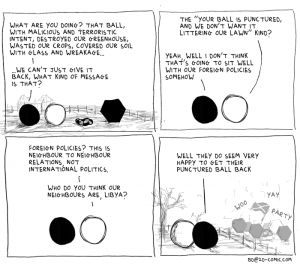 WHAT ARE YOU DOING? THAT BALL,
WITH MALICIOUS AND TERRORISTIC
INTENT, DESTROYED OUR GREENHOUSE,
WASTED OUR CROPS, COVERED OUR SOIL
WITH GLASS AND WREAKAGE...
...WE CAN'T JUST GIVE IT
BACK, WHAT KIND OF MESSAGE
IS THAT?
THE "YOUR BALL IS PUNCTURED,
AND WE DON'T WANT IT
LITTERING OUR LAWN" KIND?
YEAH, WELL I DON'T THINK
THAT'S GOING TO SIT WELL
WITH OUR FOREIGN POLICIES
SOMEHOW
FOREIGN POLICIES? THIS IS
NEIGHBOUR TO NEIGHBOUR
RELATIONS, NOT
INTERNATIONAL POLITICS.
WHO DO YOU THINK OUR
NEIGHBOURS ARE, LIBYA?
WELL THEY DO SEEM VERY
HAPPY TO GET THEIR
PUNCTURED BALL BACK
WOO
YAY
PARTY
BO@2D-COMIC.COM